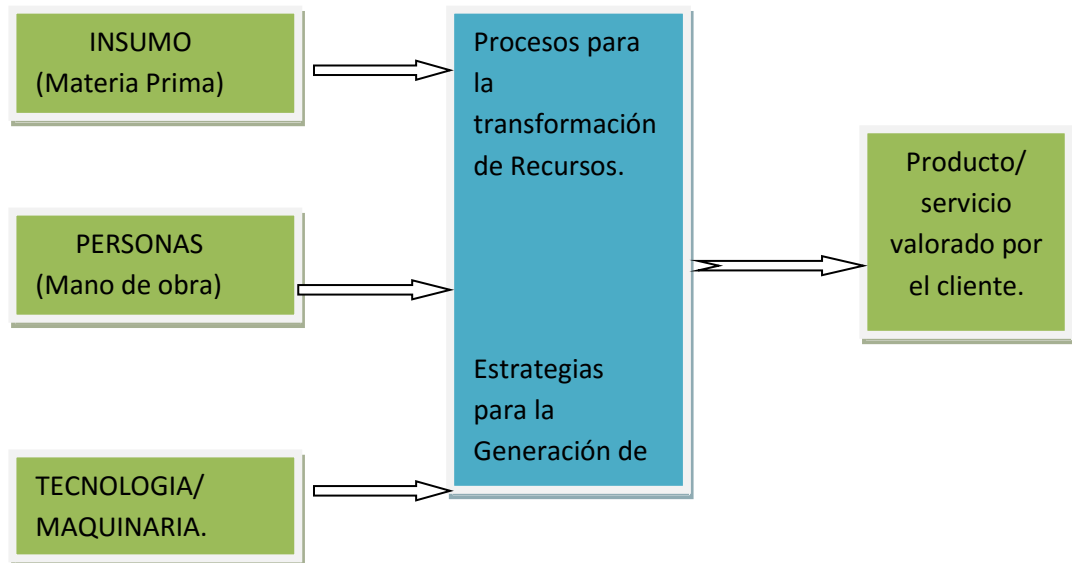 INSUMO
(Materia Prima)
PERSONAS
(Mano de obra)
TECNOLOGIA/
MAQUINARIA.
Procesos para
la
transformación
de Recursos.
Estrategias
para la
Generación de
Producto/
servicio
valorado por
el cliente.